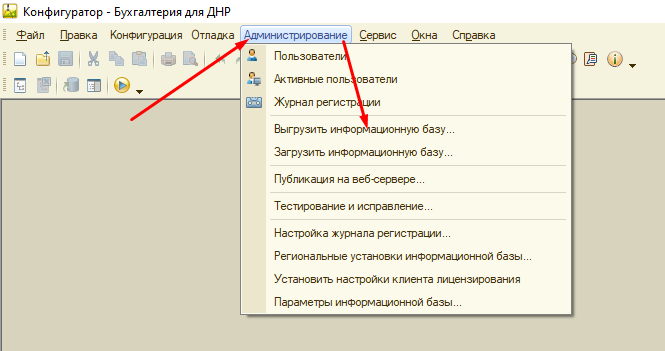 Конфигуратор - Бухгалтерия для ДНР
Файл Правка Конфигурация Отладка Администрирование Сервис Окна Справка
Пользователи
Активные пользователи
Журнал регистрации
Выгрузить информационную базу...
Загрузить информационную базу...
Публикация на веб-сервере...
Тестирование и исправление...
Настройка журнала регистрации...
Региональные установки информационной базы...
Установить настройки клиента лицензирования
Параметры информационной базы...